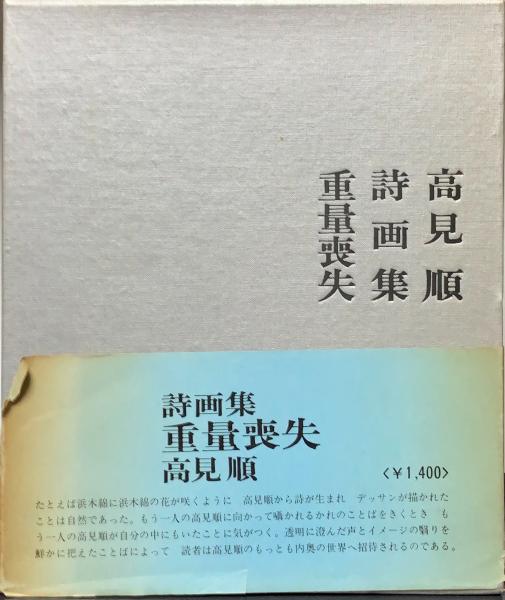 高見順
詩画集
重量喪失
詩画集
重量喪失
高見順
〈￥1,400〉
たとえば浜木綿に浜木綿の花が咲くように　高見順から詩が生まれ　デッサンが描かれた
ことは自然であった。もう一人の高見順に向かって囁かれるかれのことばをきくとき　も
う一人の高見順が自分の中にもいたことに気がつく。透明に澄んだ声とイメージの翳りを
鮮かに把えたことばによって　読者は高見順のもっとも内奥の世界へ招待されるのである。